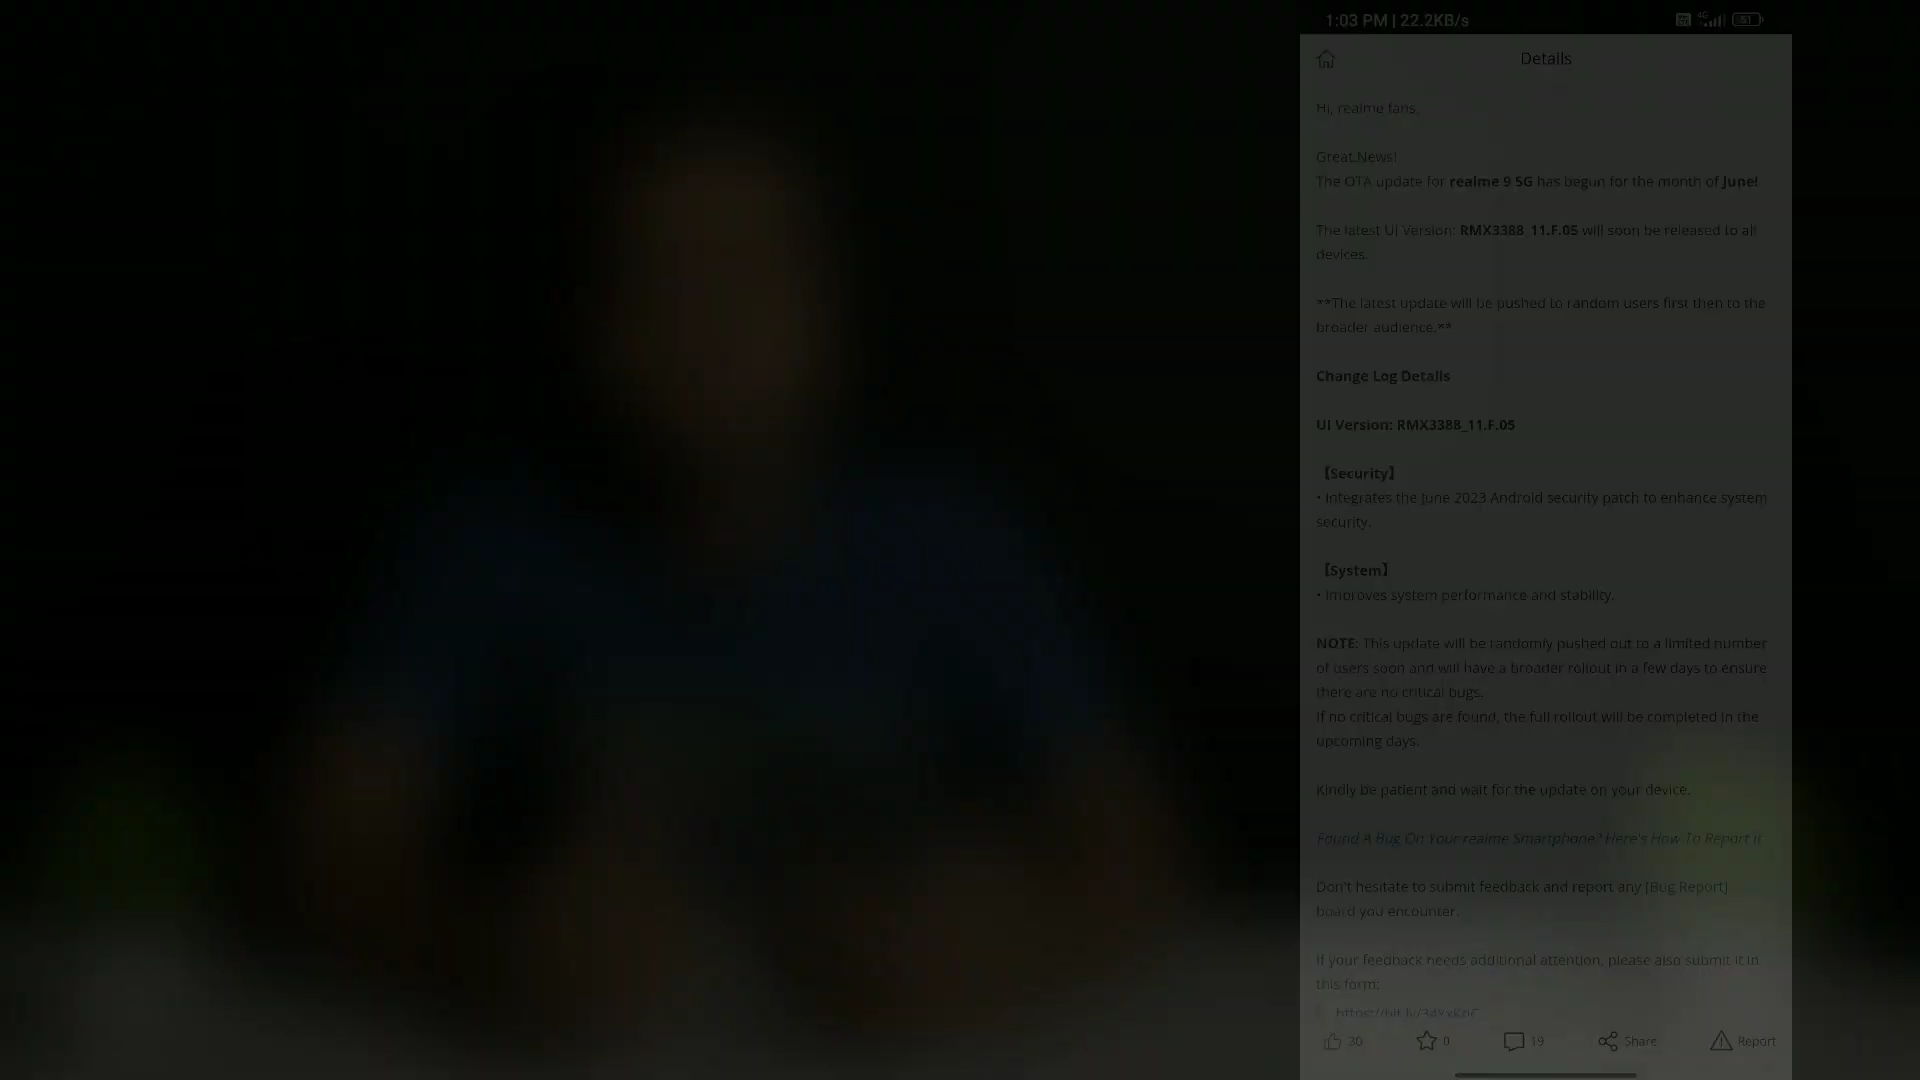 1:03 PM | 22.2KB/s
4G
51
Details
Hi, realme fans,
Great News!
The OTA update for realme 9 5G has begun for the month of June!
The latest UI Version: RMX3388_11.F.05 will soon be released to all
devices.
**The latest update will be pushed to random users first then to the
broader audience.**
Change Log Details
UI Version: RMX3388_11.F.05
【Security】
• Integrates the June 2023 Android security patch to enhance system
security.
【System】
• Improves system performance and stability.
NOTE: This update will be randomly pushed out to a limited number
of users soon and will have a broader rollout in a few days to ensure
there are no critical bugs.
If no critical bugs are found, the full rollout will be completed in the
upcoming days.
Kindly be patient and wait for the update on your device.
Found A Bug On Your realme Smartphone? Here's How To Report it
Don't hesitate to submit feedback and report any [Bug Report]
board you encounter.
If your feedback needs additional attention, please also submit it in
this form:
30
0
19
Share
Report